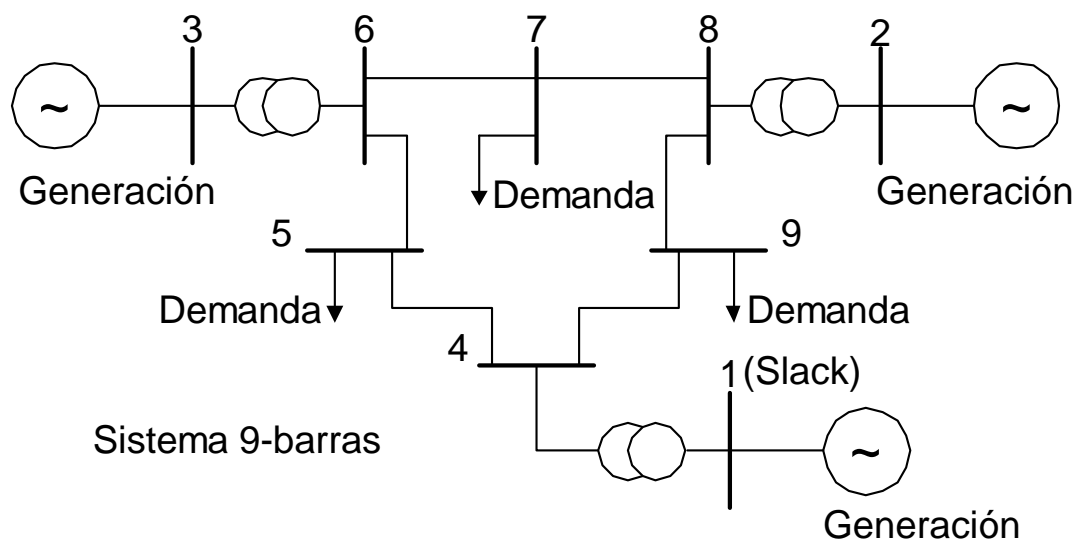 3
6
7
8
2
~
~
Generación
Demanda
Generación
5
9
Demanda
Demanda
4
1 (Slack)
Sistema 9-barras
~
Generación